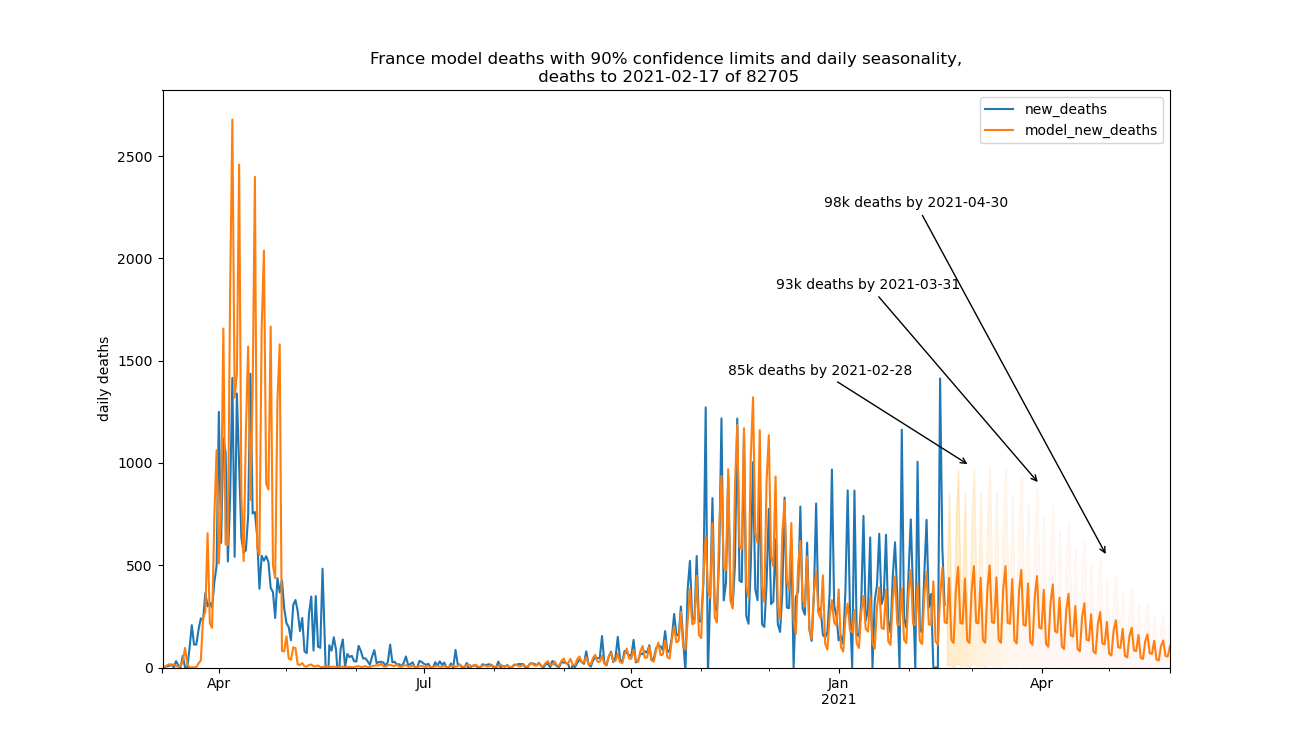 France model deaths with 90% confidence limits and daily seasonality,
deaths to 2021-02-17 of 82705
new_deaths
model_new_deaths
2500
98k deaths by 2021-04-30
2000
93k deaths by 2021-03-31
daily deaths
1500
85k deaths by 2021-02-28
1000
500
0
Apr
Jul
Oct
Jan
2021
Apr